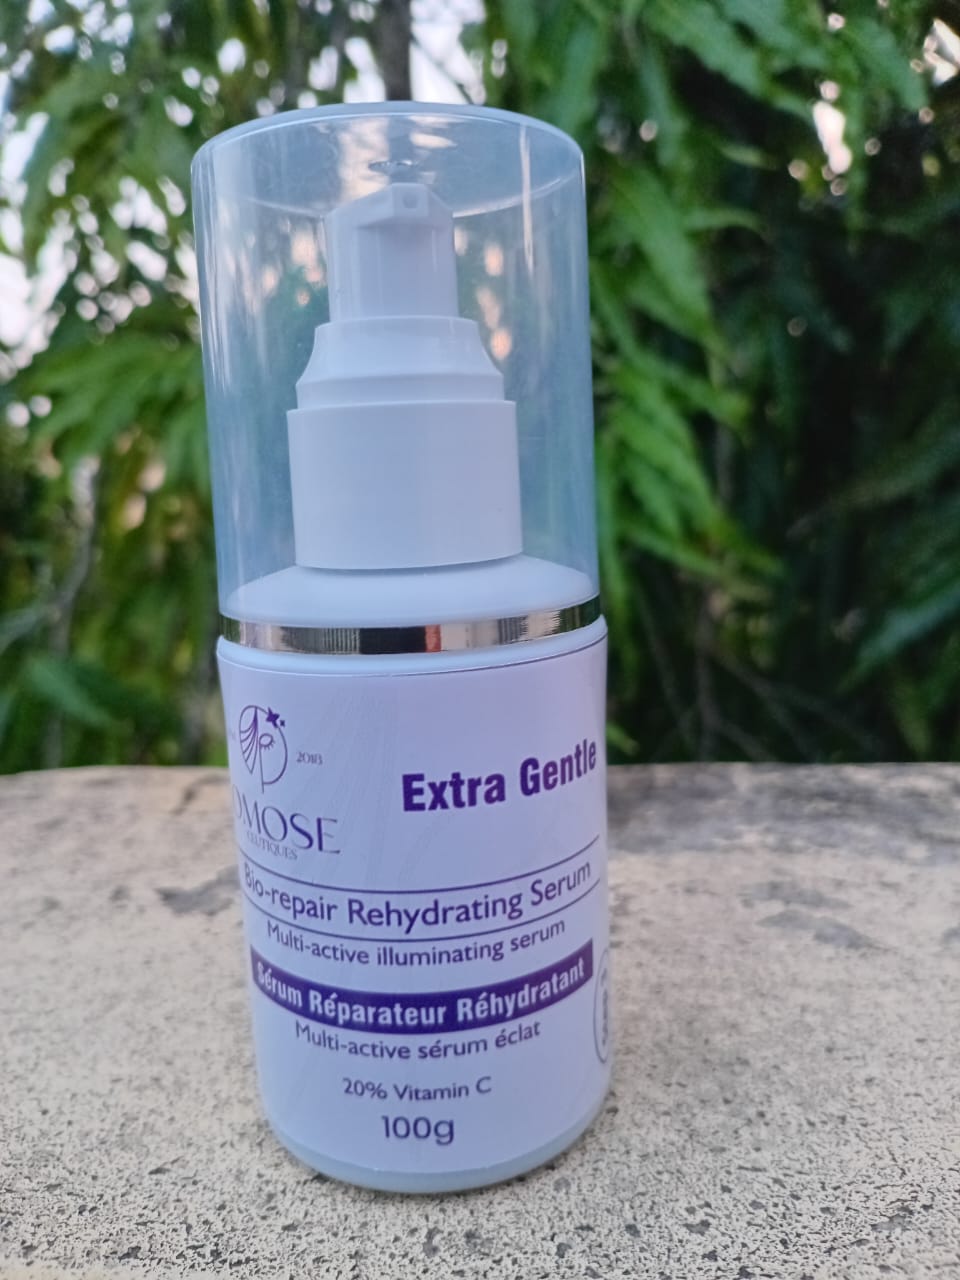 2018
Extra Gentle
OMOSE
CEUTIQUES
Bio-repair Rehydrating Serum
Multi-active illuminating serum
Sérum Réparateur Réhydratant
Multi-active sérum éclat
20% Vitamin C
100g